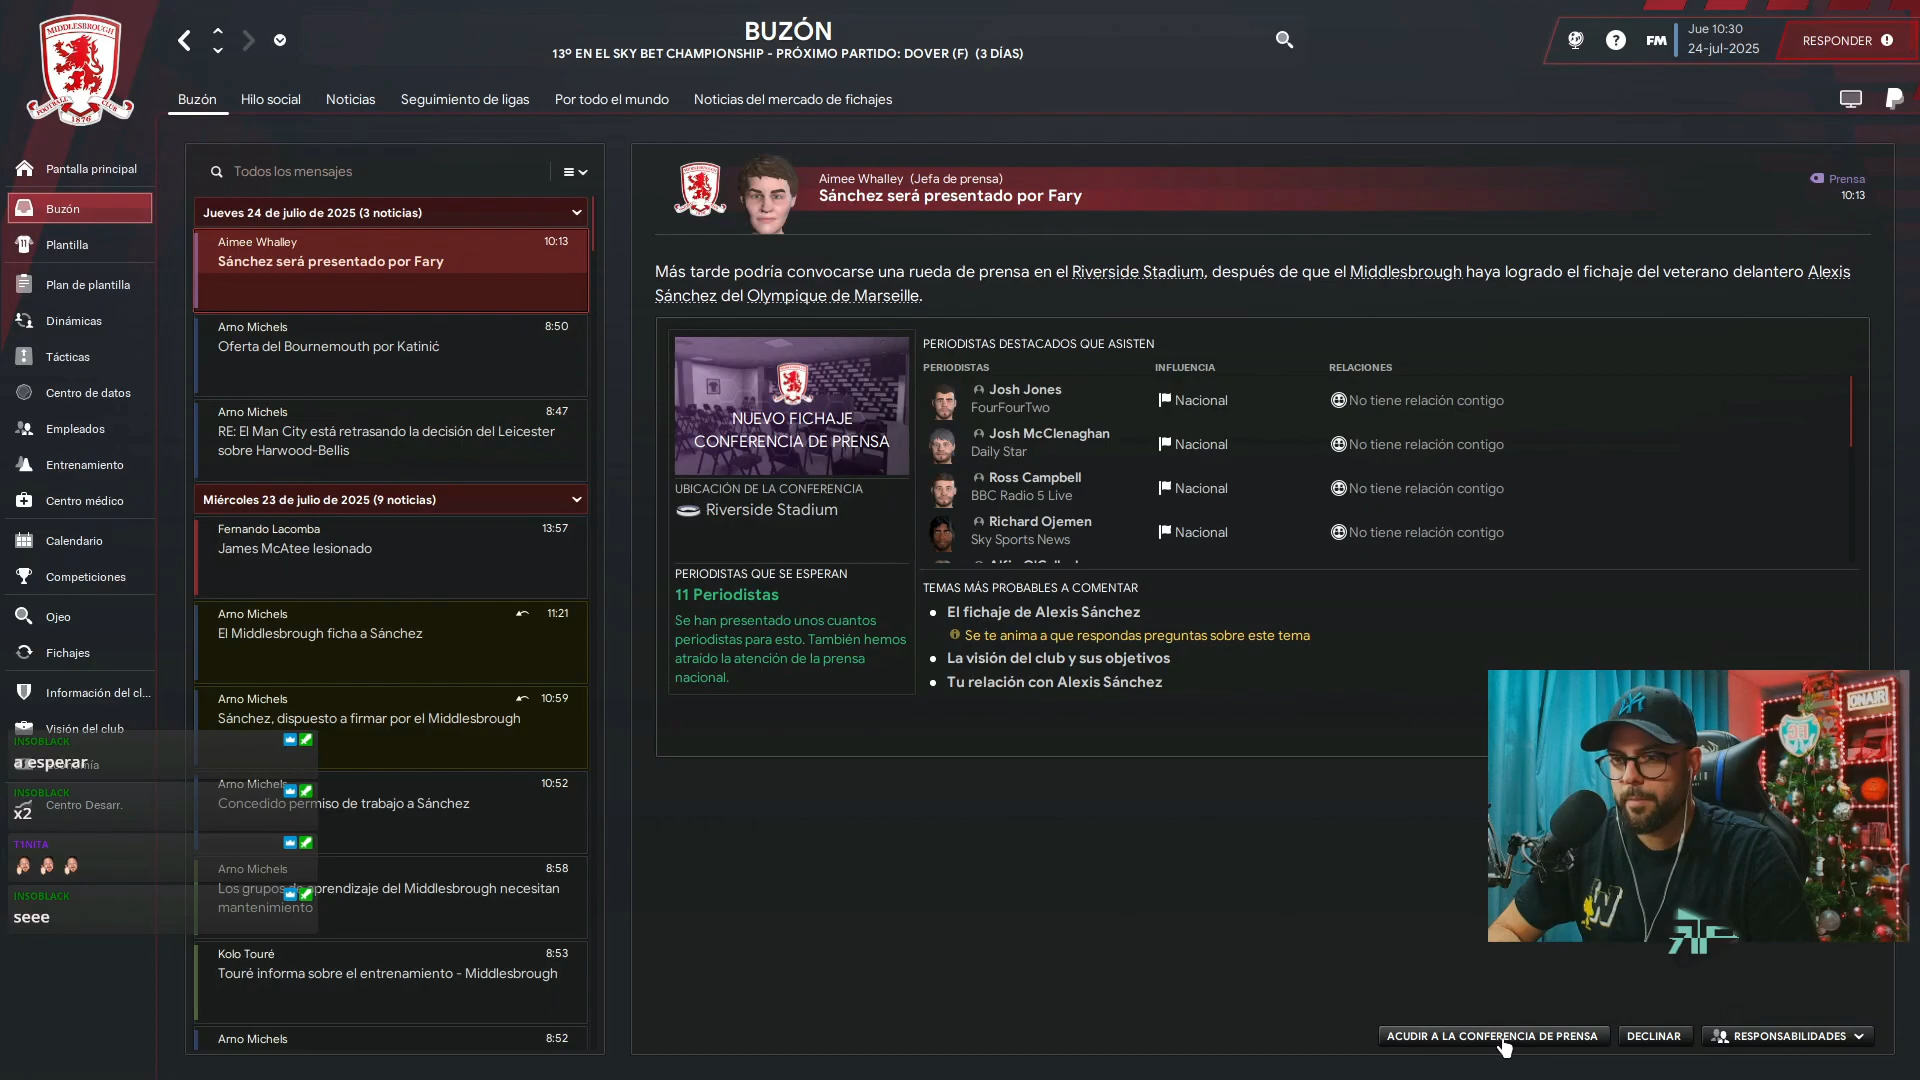 MIDDLESBROUGH
FOOTBALL CLUB
1876
BUZÓN
13º EN EL SKY BET CHAMPIONSHIP - PRÓXIMO PARTIDO: DOVER (F) (3 DÍAS)
FM
Jue 10:30
24-jul-2025
RESPONDER
Buzón
Hilo social
Noticias
Seguimiento de ligas
Por todo el mundo
Noticias del mercado de fichajes
Pantalla principal
Buzón
Plantilla
Plan de plantilla
Dinámicas
Tácticas
Centro de datos
Empleados
Entrenamiento
Centro médico
Calendario
Competiciones
Ojeo
Fichajes
Información del cl...
Visión del club
Centro Desarr.
INSOBLACK
a esperar
INSOBLACK
x2
T1NITA
INSOBLACK
seee
Todos los mensajes
Jueves 24 de julio de 2025 (3 noticias)
Aimee Whalley 10:13
Sánchez será presentado por Fary
Arno Michels 8:50
Oferta del Bournemouth por Katinić
Arno Michels 8:47
RE: El Man City está retrasando la decisión del Leicester
sobre Harwood-Bellis
Miércoles 23 de julio de 2025 (9 noticias)
Fernando Lacomba 13:57
James McAtee lesionado
Arno Michels 11:21
El Middlesbrough ficha a Sánchez
Arno Michels 10:59
Sánchez, dispuesto a firmar por el Middlesbrough
Arno Michels 10:52
Concedido permiso de trabajo a Sánchez
Arno Michels 8:58
Los grupos de aprendizaje del Middlesbrough necesitan
mantenimiento
Kolo Touré 8:53
Touré informa sobre el entrenamiento - Middlesbrough
Arno Michels 8:52
Aimee Whalley (Jefa de prensa)
Sánchez será presentado por Fary
Prensa
10:13
Más tarde podría convocarse una rueda de prensa en el Riverside Stadium, después de que el Middlesbrough haya logrado el fichaje del veterano delantero Alexis
Sánchez del Olympique de Marseille.
NUEVO FICHAJE
CONFERENCIA DE PRENSA
UBICACIÓN DE LA CONFERENCIA
Riverside Stadium
PERIODISTAS QUE SE ESPERAN
11 Periodistas
Se han presentado unos cuantos
periodistas para esto. También hemos
atraído la atención de la prensa
nacional.
PERIODISTAS DESTACADOS QUE ASISTEN
PERIODISTAS INFLUENCIA RELACIONES
Josh Jones
FourFourTwo
Nacional
No tiene relación contigo
Josh McClenaghan
Daily Star
Nacional
No tiene relación contigo
Ross Campbell
BBC Radio 5 Live
Nacional
No tiene relación contigo
Richard Ojemen
Sky Sports News
Nacional
No tiene relación contigo
TEMAS MÁS PROBABLES A COMENTAR
El fichaje de Alexis Sánchez
Se te anima a que respondas preguntas sobre este tema
La visión del club y sus objetivos
Tu relación con Alexis Sánchez
ON AIR
ACUDIR A LA CONFERENCIA DE PRENSA
DECLINAR
RESPONSABILIDADES